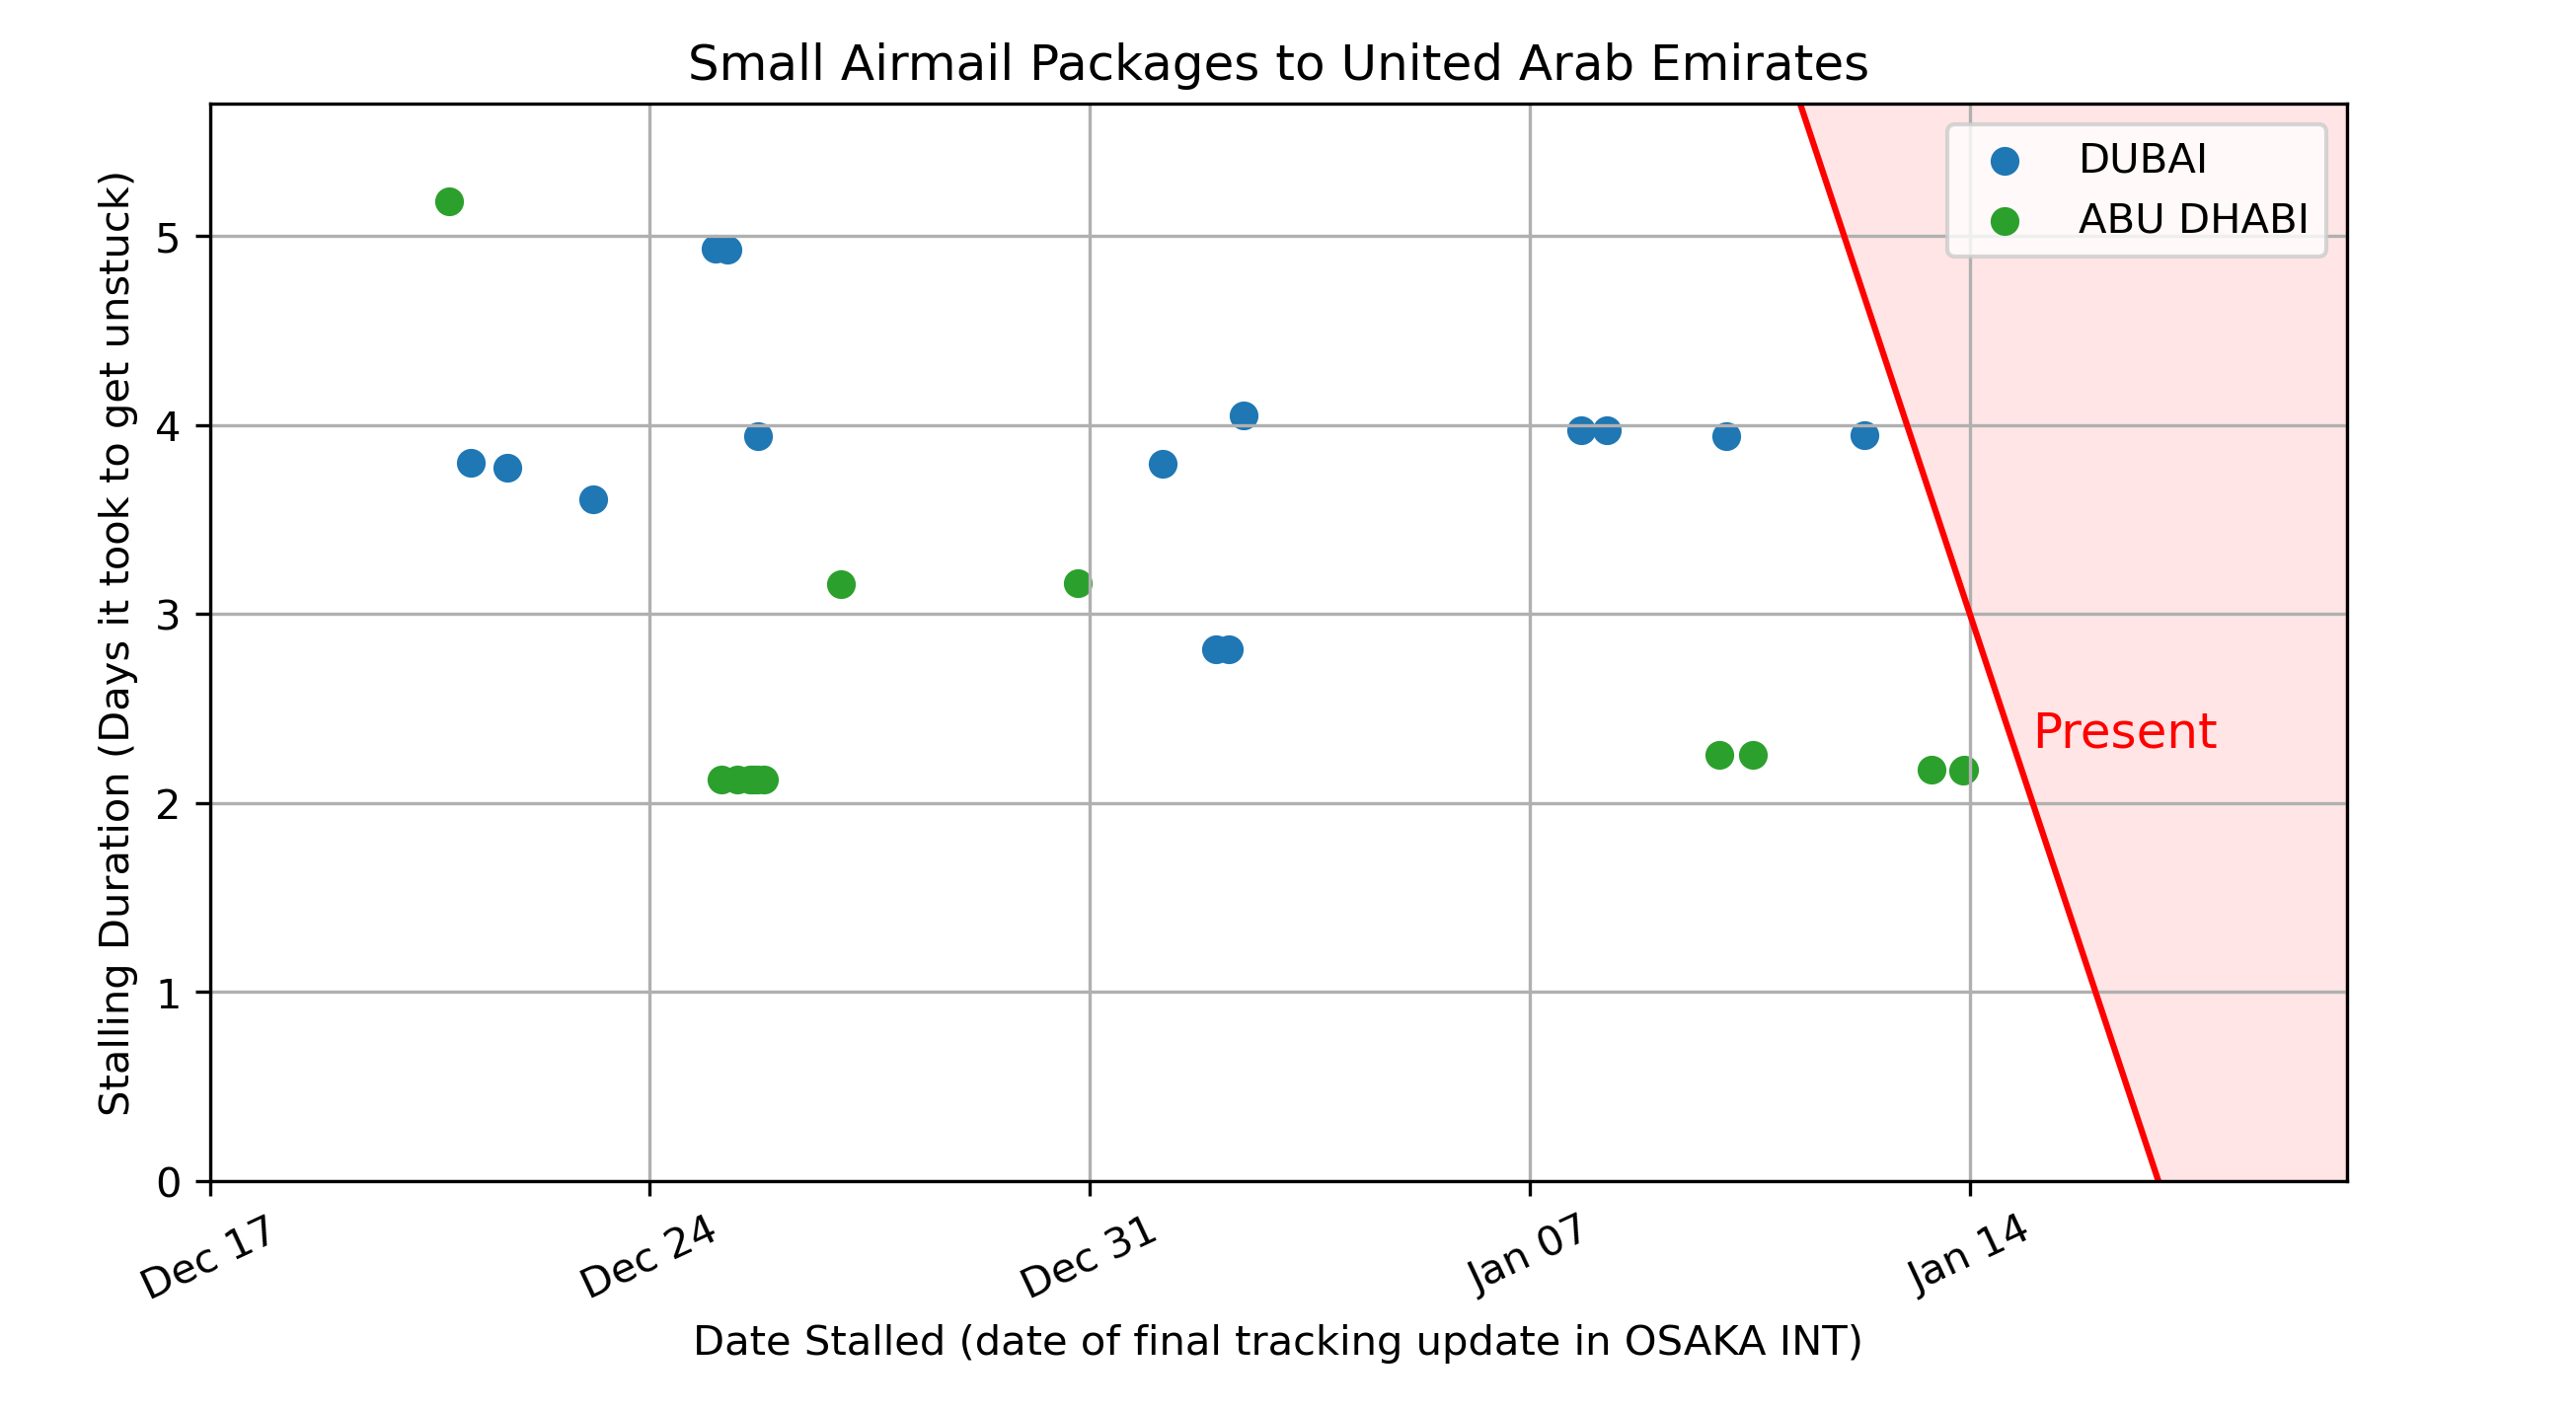 Small Airmail Packages to United Arab Emirates
DUBAI
ABU DHABI
Present
Stalling Duration (Days it took to get unstuck)
5
4
3
2
1
0
Dec 17
Dec 24
Dec 31
Jan 07
Jan 14
Date Stalled (date of final tracking update in OSAKA INT)